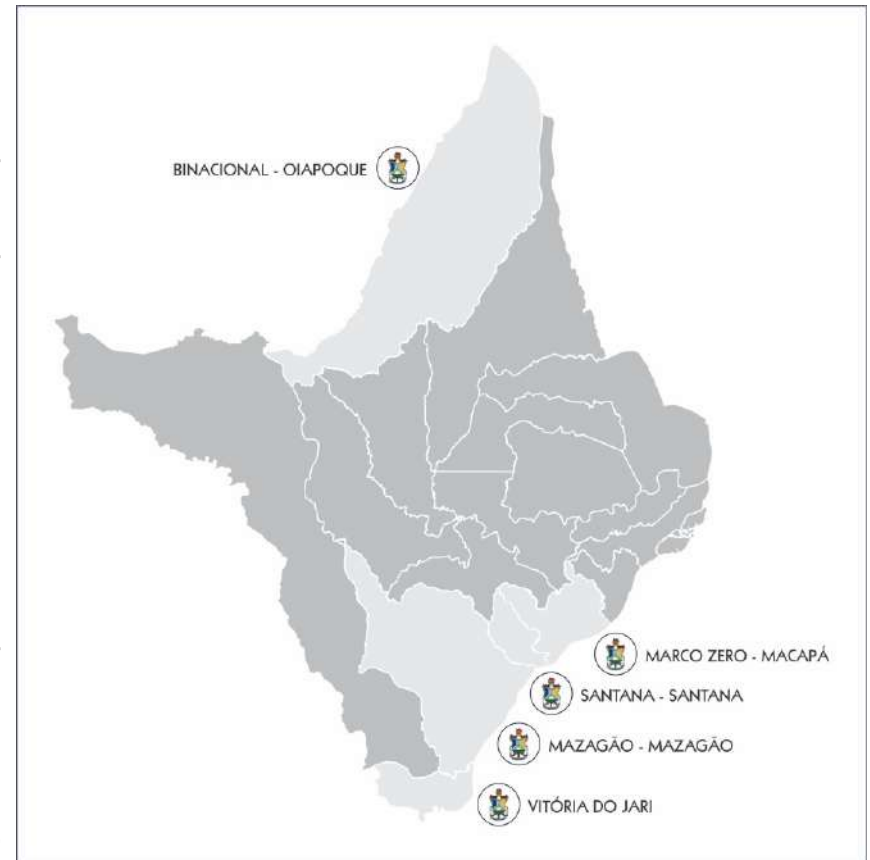 BINACIONAL - OIAPOQUE
MARCO ZERO - MACAPÁ
SANTANA - SANTANA
MAZAGÃO - MAZAGÃO
VITÓRIA DO JARI